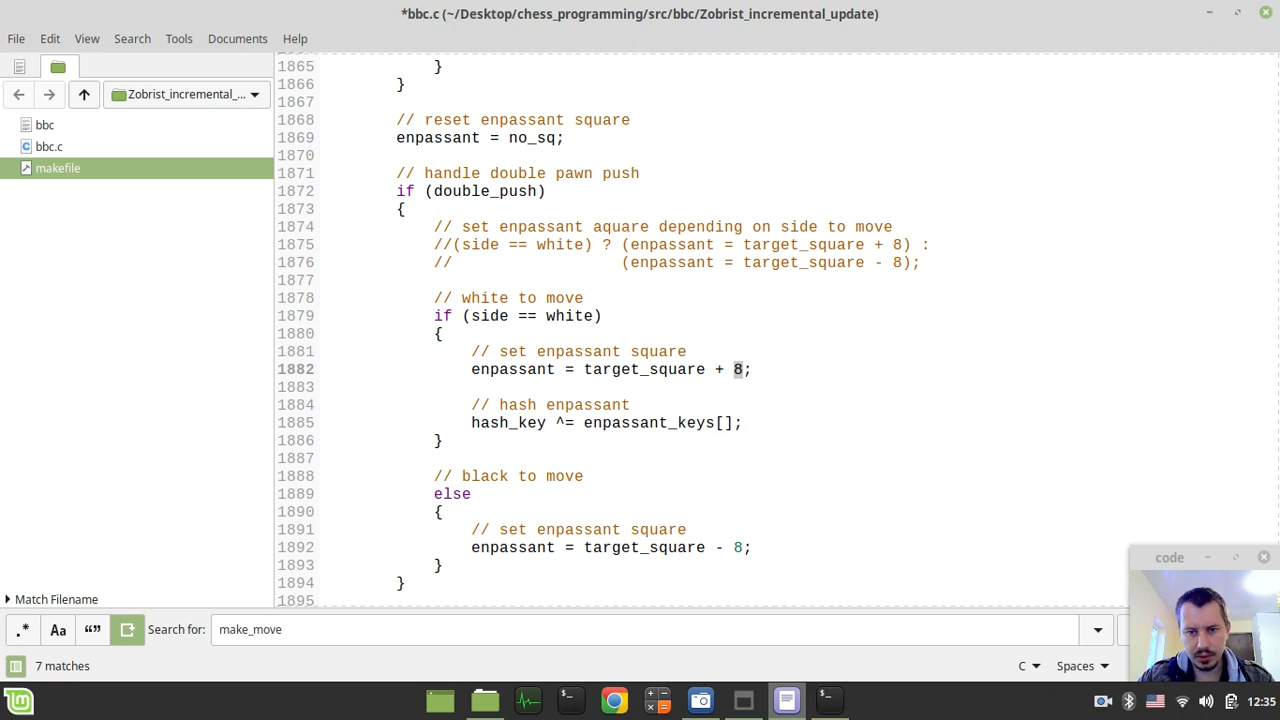 *bbc.c (~/Desktop/chess_programming/src/bbc/Zobrist_incremental_update)
File Edit View Search Tools Documents Help
Zobrist_incremental_...
bbc
bbc.c
makefile
Match Filename
1865 }
1866 }
1867
1868 // reset enpassant square
1869 enpassant = no_sq;
1870
1871 // handle double pawn push
1872 if (double_push)
1873 {
1874 // set enpassant aquare depending on side to move
1875 //(side == white) ? (enpassant = target_square + 8) :
1876 // (enpassant = target_square - 8);
1877
1878 // white to move
1879 if (side == white)
1880 {
1881 // set enpassant square
1882 enpassant = target_square + 8;
1883
1884 // hash enpassant
1885 hash_key ^= enpassant_keys[];
1886 }
1887
1888 // black to move
1889 else
1890 {
1891 // set enpassant square
1892 enpassant = target_square - 8;
1893 }
1894 }
1895
code
.* Aa “” Search for: make_move
7 matches C Spaces
12:35